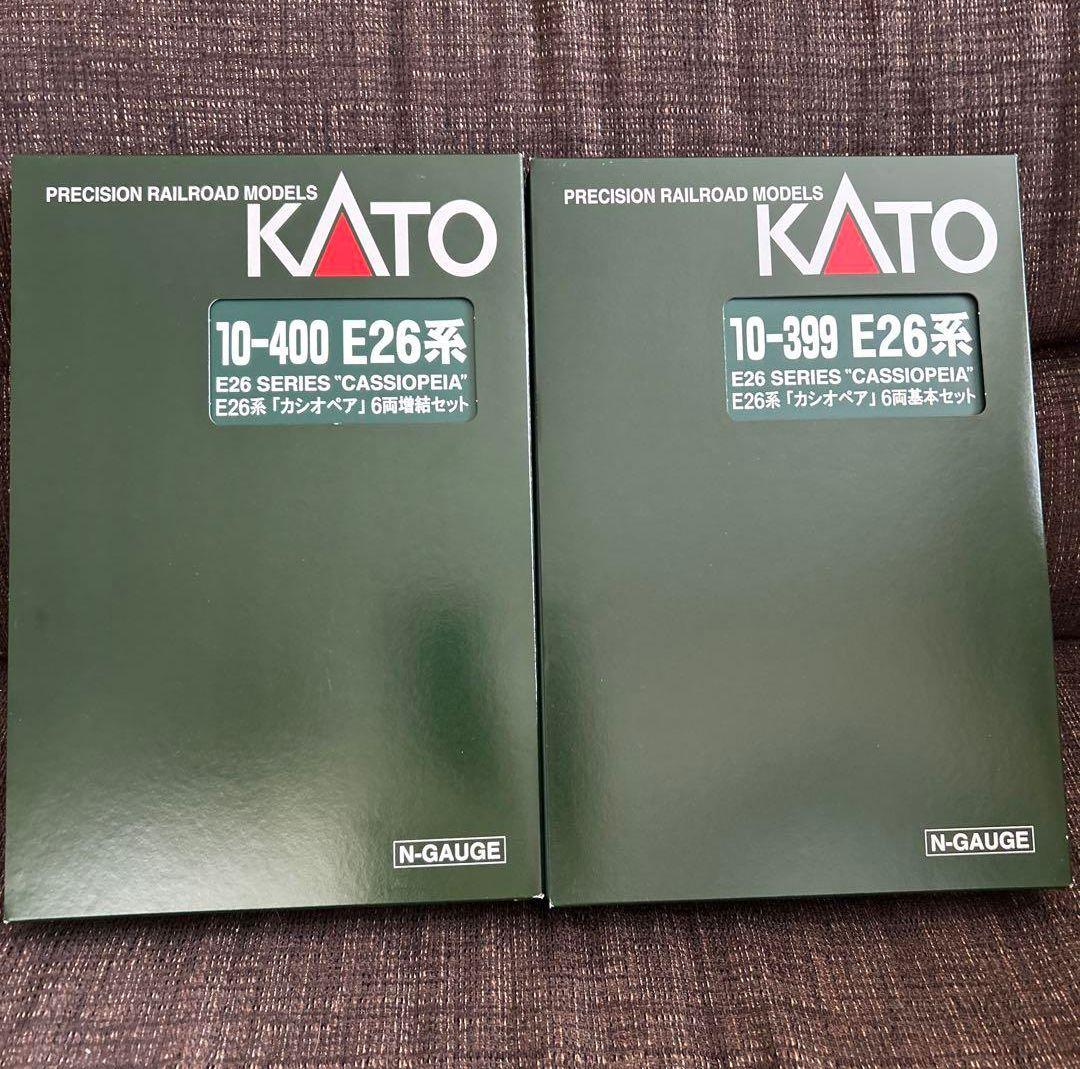 PRECISION RAILROAD MODELS
KATO
10-400 E26系
E26 SERIES "CASSIOPEIA"
E26系「カシオペア」6両増結セット
N-GAUGE
PRECISION RAILROAD MODELS
KATO
10-399 E26系
E26 SERIES "CASSIOPEIA"
E26系「カシオペア」6両基本セット
N-GAUGE